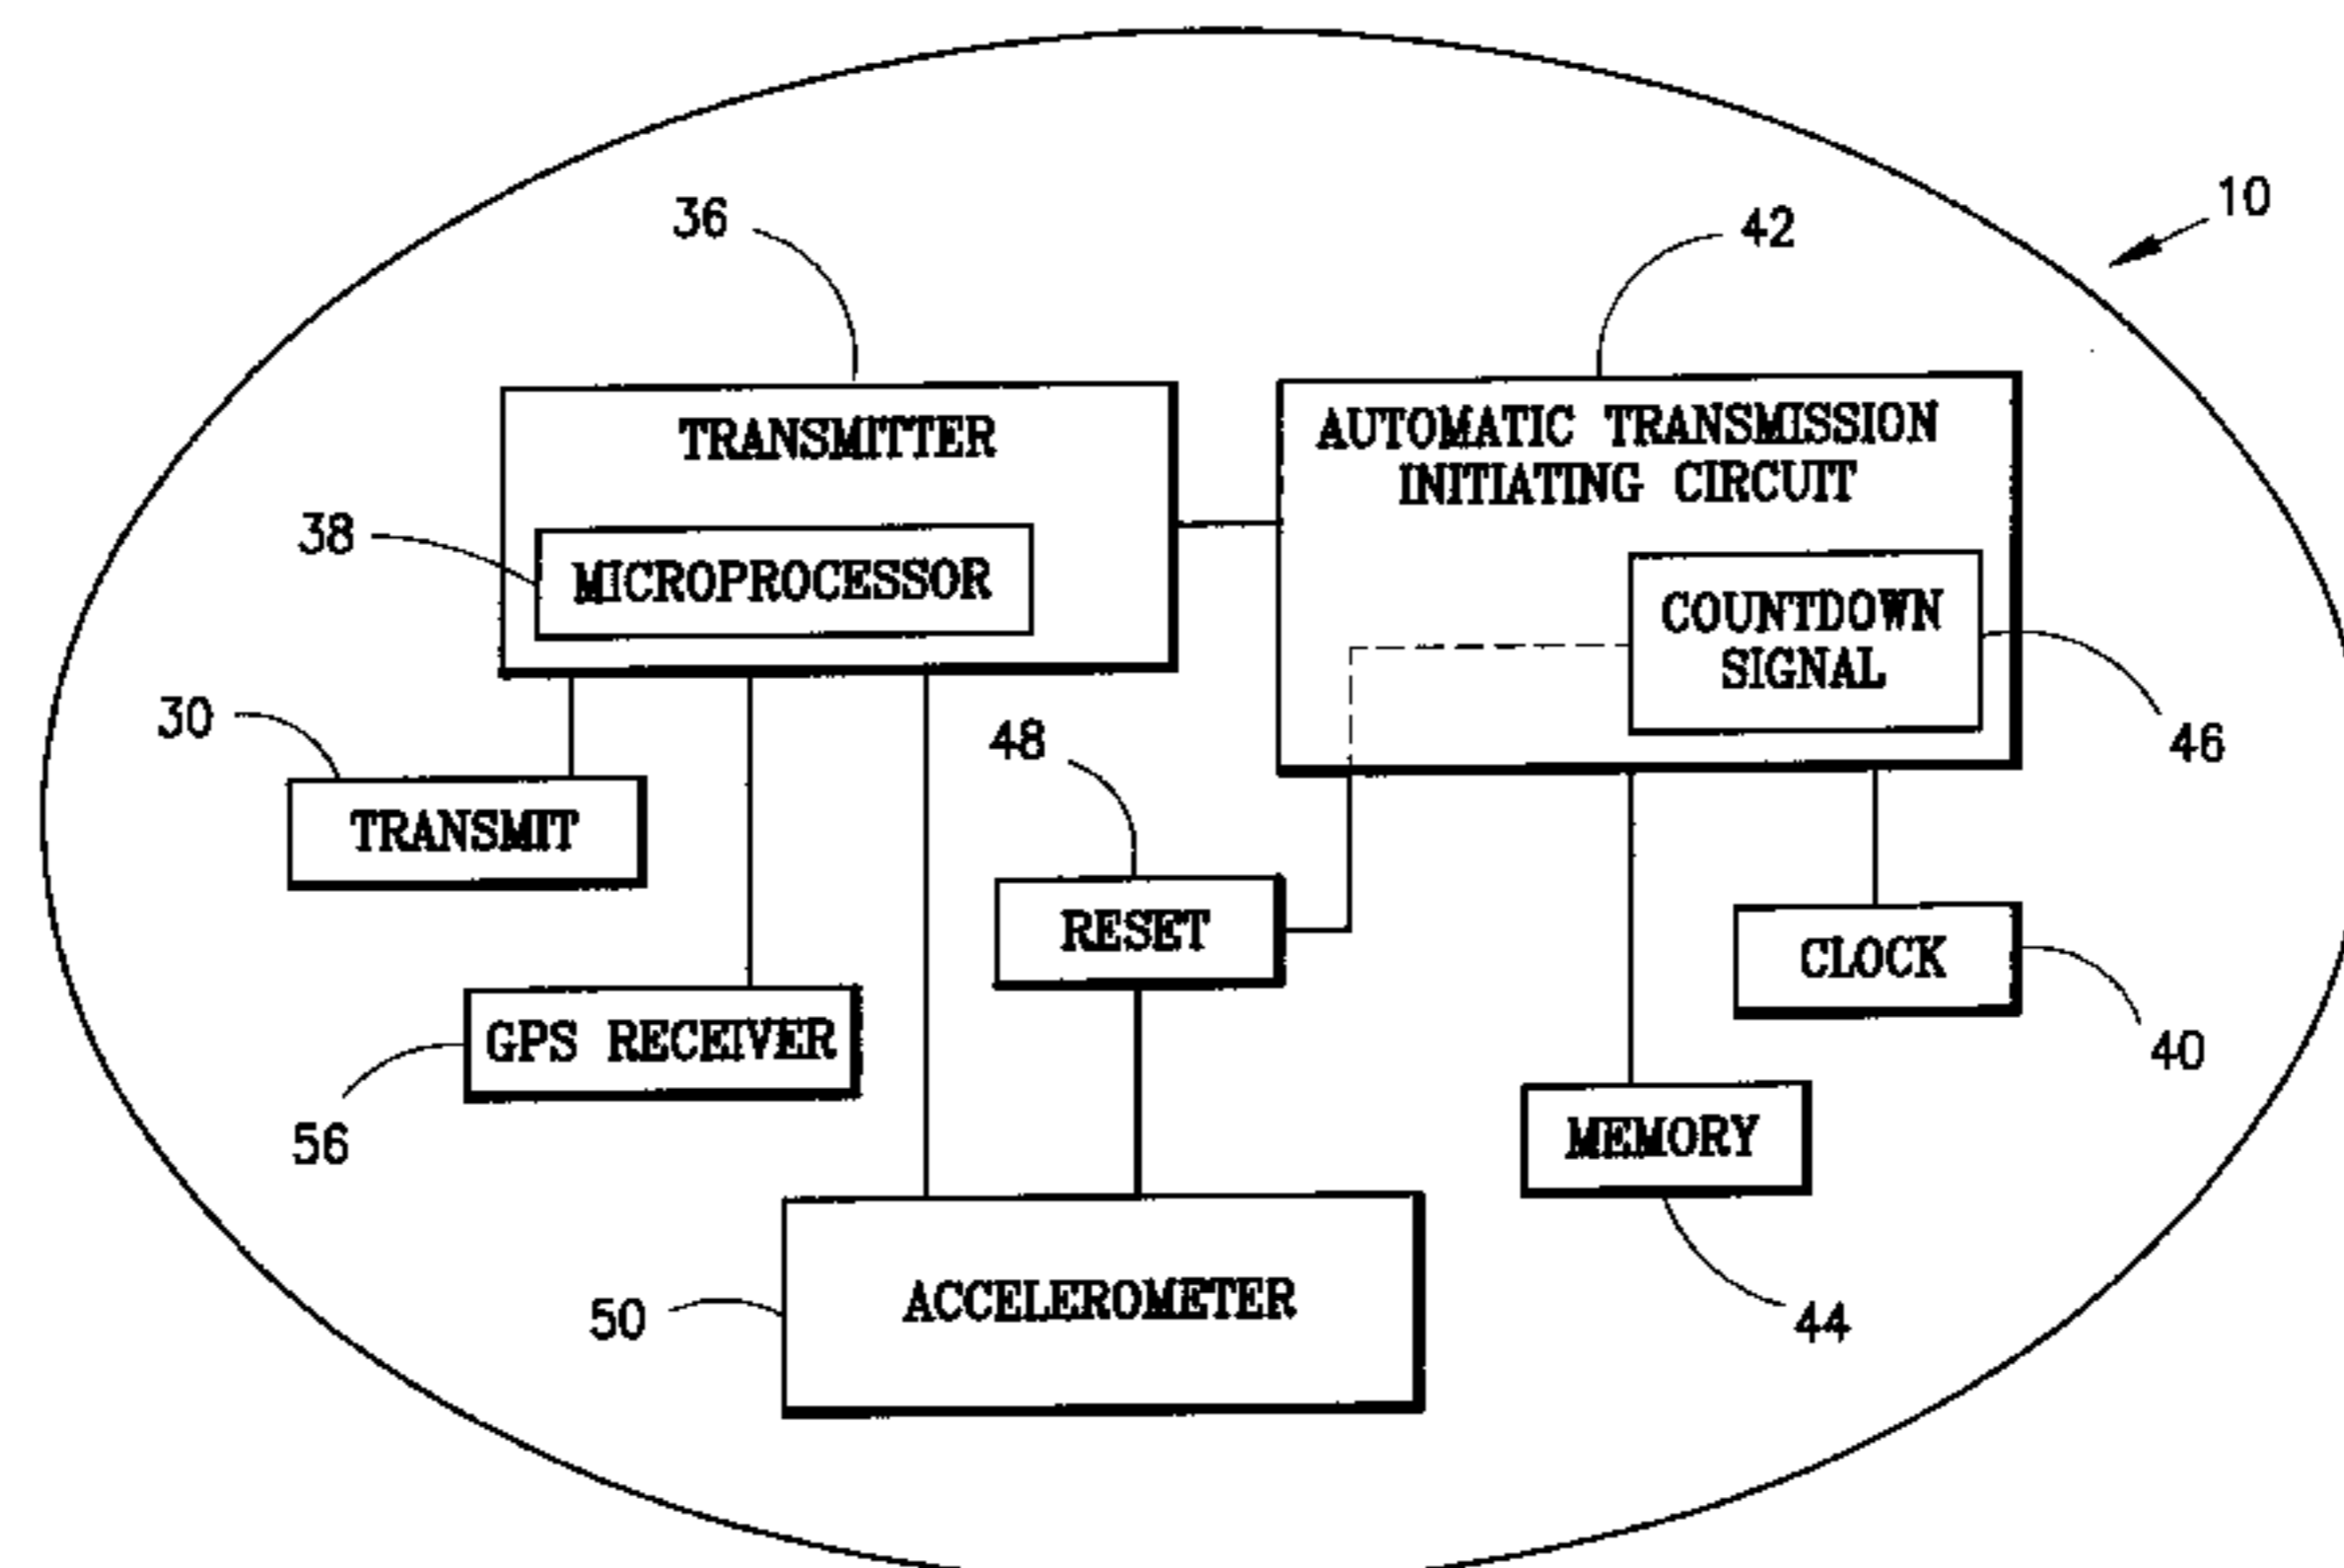 10
36
42
TRANSMITTER
AUTOMATIC TRANSMISSION
INITIATING CIRCUIT
38
MICROPROCESSOR
COUNTDOWN
SIGNAL
30
48
46
TRANSMIT
RESET
CLOCK
GPS RECEIVER
40
56
MEMORY
50
ACCELEROMETER
44